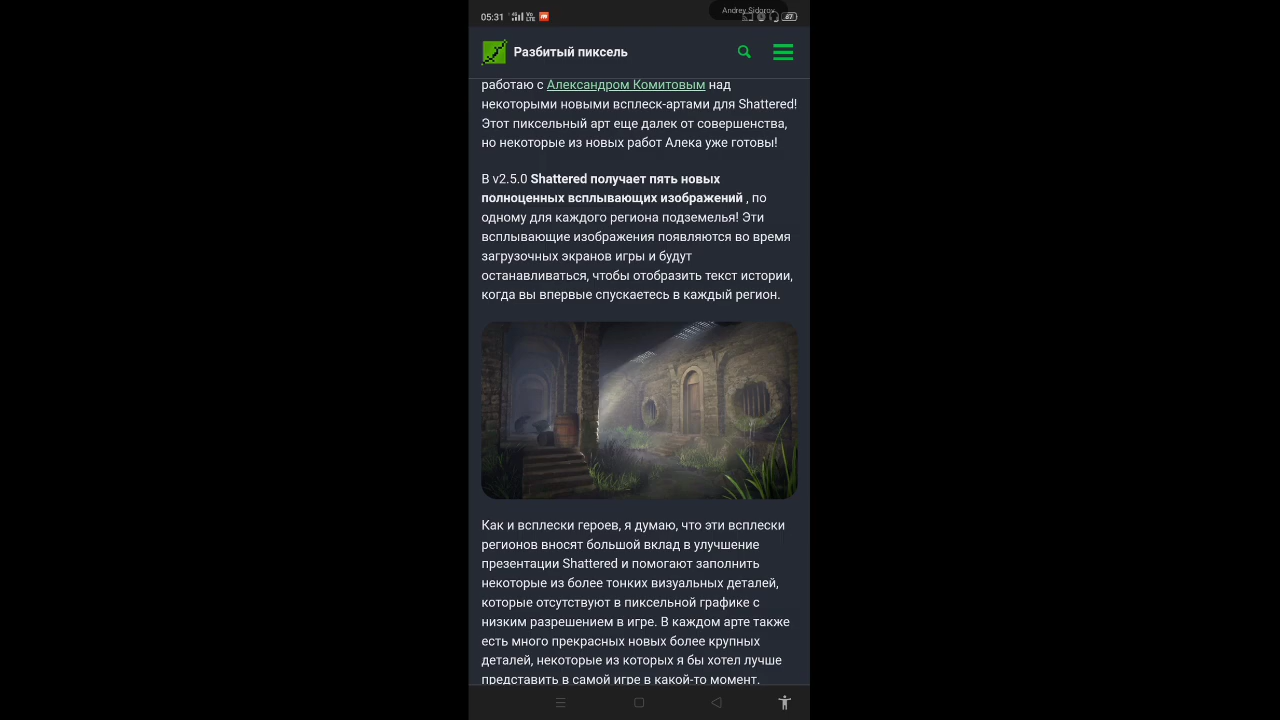 05:31
4G
Vo
LTE
Andrey Sidorov
87
Разбитый пиксель
работаю с Александром Комитовым над
некоторыми новыми всплеск-артами для Shattered!
Этот пиксельный арт еще далек от совершенства,
но некоторые из новых работ Алека уже готовы!
В v2.5.0 Shattered получает пять новых
полноценных всплывающих изображений , по
одному для каждого региона подземелья! Эти
всплывающие изображения появляются во время
загрузочных экранов игры и будут
останавливаться, чтобы отобразить текст истории,
когда вы впервые спускаетесь в каждый регион.
Как и всплески героев, я думаю, что эти всплески
регионов вносят большой вклад в улучшение
презентации Shattered и помогают заполнить
некоторые из более тонких визуальных деталей,
которые отсутствуют в пиксельной графике с
низким разрешением в игре. В каждом арте также
есть много прекрасных новых более крупных
деталей, некоторые из которых я бы хотел лучше
представить в самой игре в какой-то момент.